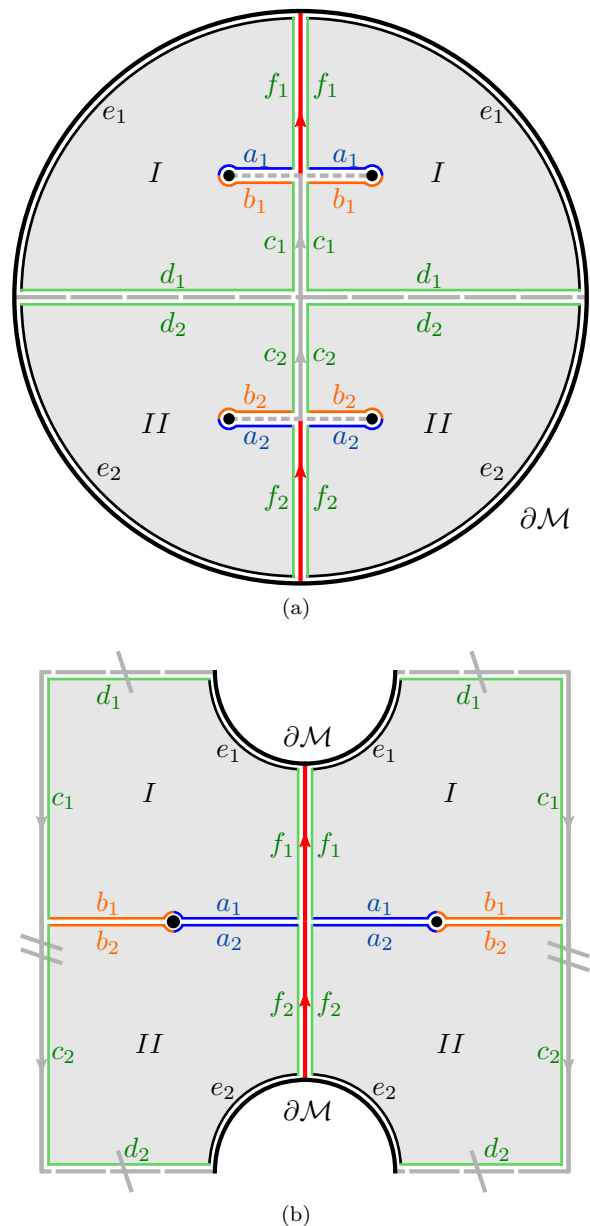 e₁ f₁ f₁ e₁
I a₁ a₁ I
b₁ b₁
c₁ c₁
d₁ d₁
d₂ d₂
c₂ c₂
b₂ b₂
II a₂ a₂ II
e₂ f₂ f₂ e₂
∂ℳ
(a)
d₁ d₁
e₁ ∂ℳ e₁
c₁ I I c₁
f₁ f₁
b₁ a₁ a₁ b₁
b₂ a₂ a₂ b₂
f₂ f₂
c₂ II II c₂
e₂ ∂ℳ e₂
d₂ d₂
(b)